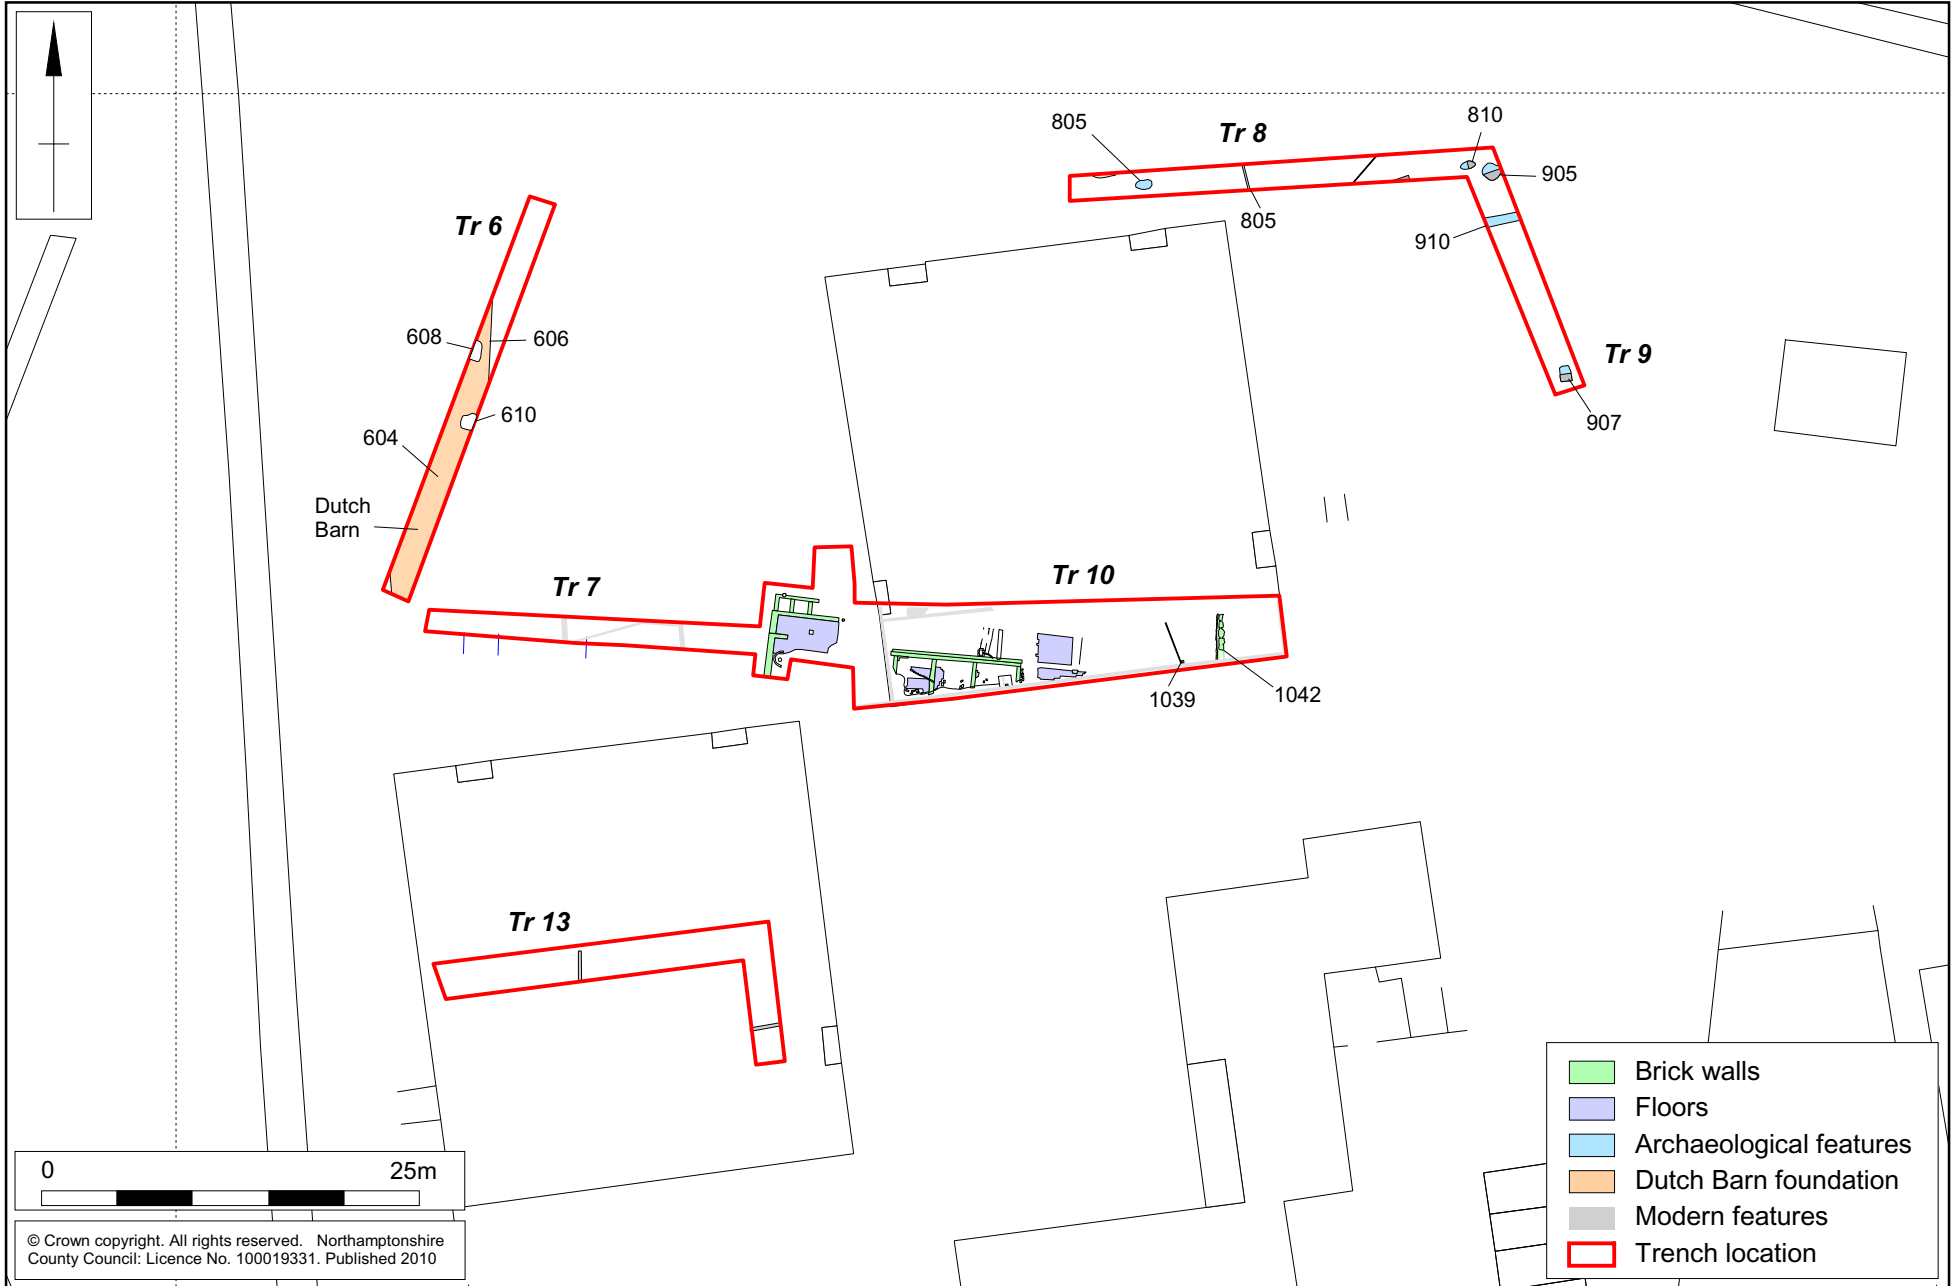 805
Tr 8
810
905
805
910
Tr 6
608
606
Tr 9
610
907
604
Dutch
Barn
Tr 7
Tr 10
1039
1042
Tr 13
0
25m
© Crown copyright. All rights reserved. Northamptonshire
County Council: Licence No. 100019331. Published 2010
Brick walls
Floors
Archaeological features
Dutch Barn foundation
Modern features
Trench location